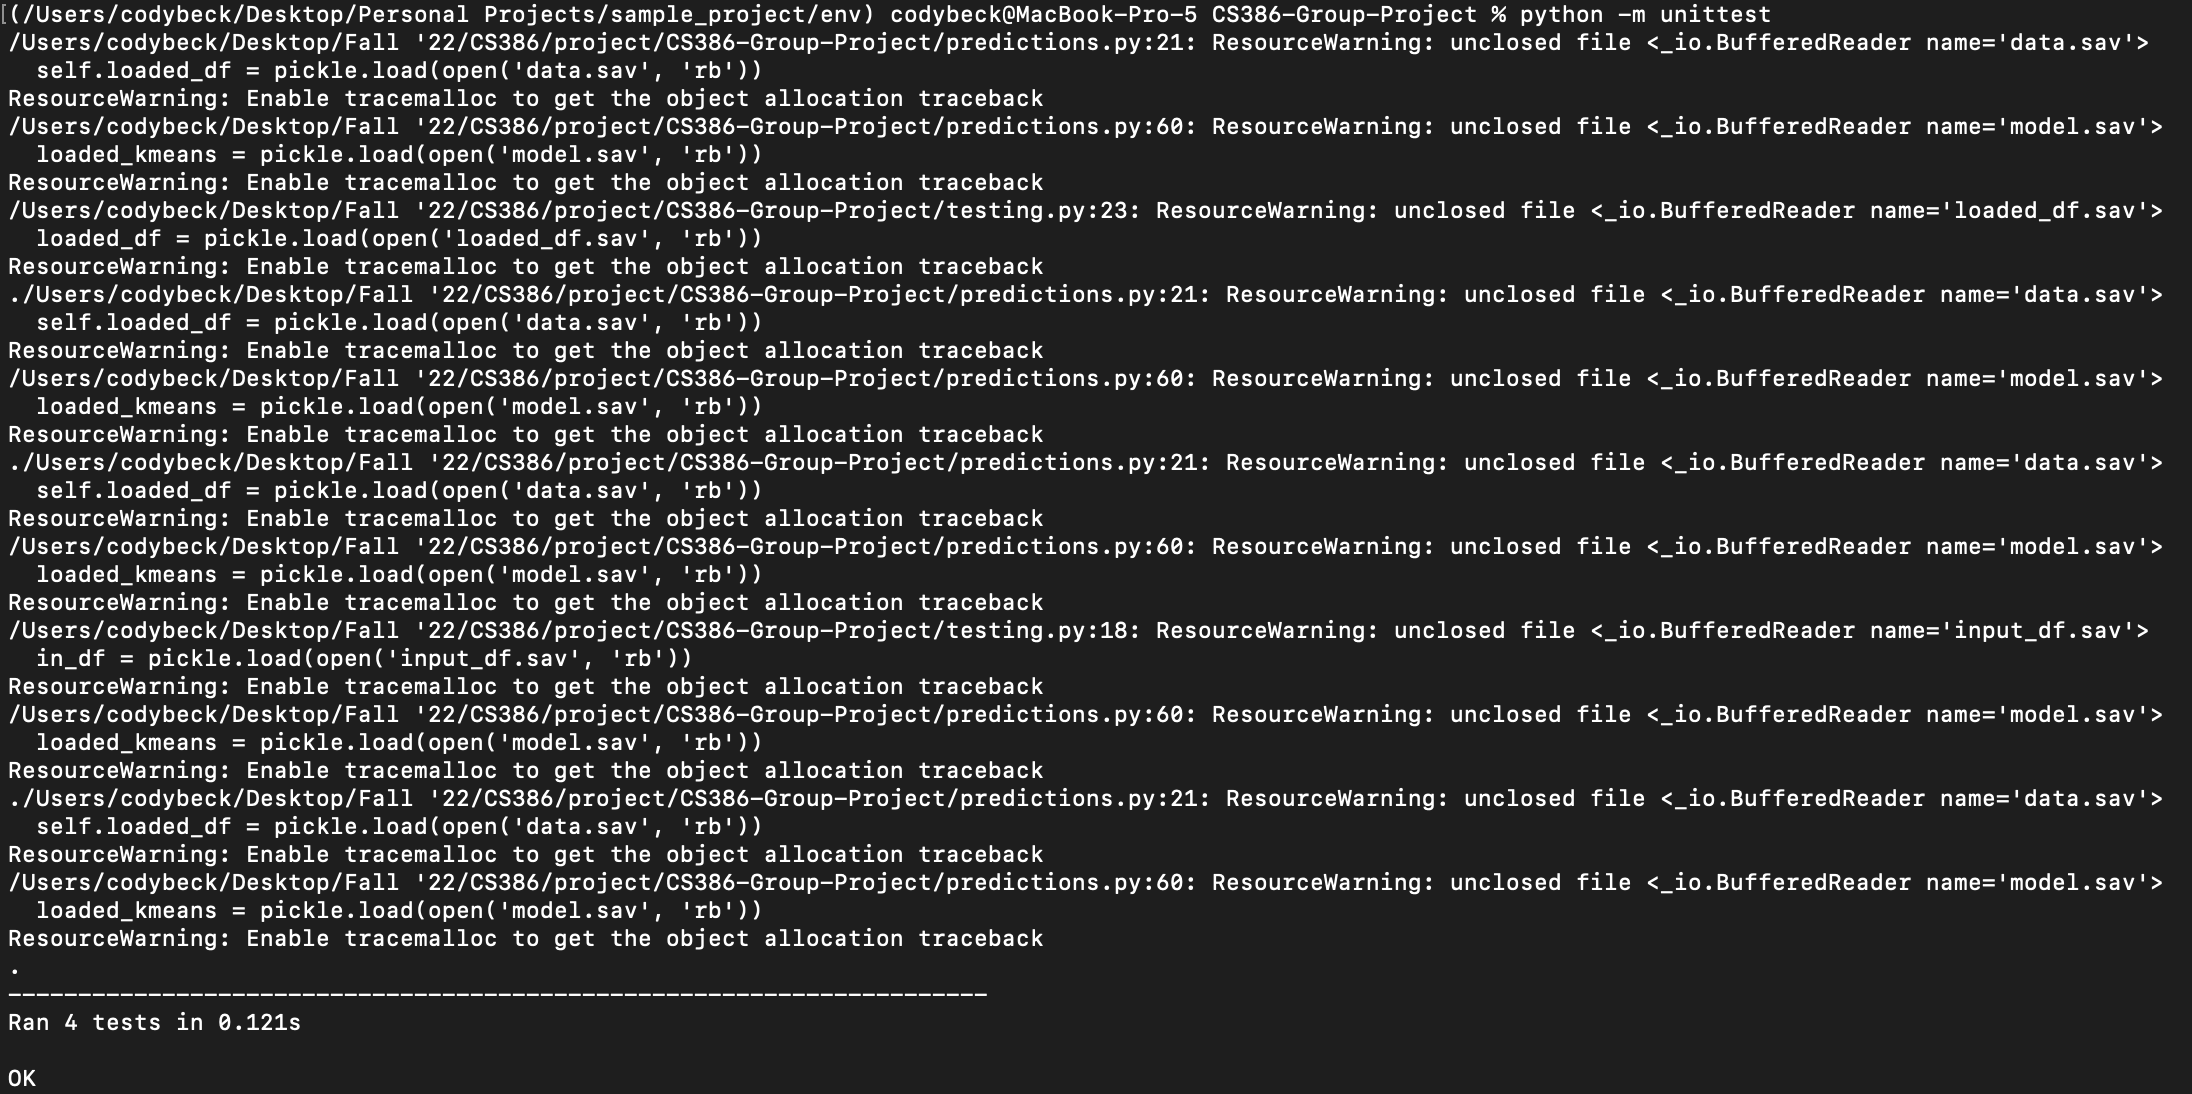 (/Users/codybeck/Desktop/Personal Projects/sample_project/env) codybeck@MacBook-Pro-5 CS386-Group-Project % python -m unittest
/Users/codybeck/Desktop/Fall '22/CS386/project/CS386-Group-Project/predictions.py:21: ResourceWarning: unclosed file <_io.BufferedReader name='data.sav'>
  self.loaded_df = pickle.load(open('data.sav', 'rb'))
ResourceWarning: Enable tracemalloc to get the object allocation traceback
/Users/codybeck/Desktop/Fall '22/CS386/project/CS386-Group-Project/predictions.py:60: ResourceWarning: unclosed file <_io.BufferedReader name='model.sav'>
  loaded_kmeans = pickle.load(open('model.sav', 'rb'))
ResourceWarning: Enable tracemalloc to get the object allocation traceback
/Users/codybeck/Desktop/Fall '22/CS386/project/CS386-Group-Project/testing.py:23: ResourceWarning: unclosed file <_io.BufferedReader name='loaded_df.sav'>
  loaded_df = pickle.load(open('loaded_df.sav', 'rb'))
ResourceWarning: Enable tracemalloc to get the object allocation traceback
./Users/codybeck/Desktop/Fall '22/CS386/project/CS386-Group-Project/predictions.py:21: ResourceWarning: unclosed file <_io.BufferedReader name='data.sav'>
  self.loaded_df = pickle.load(open('data.sav', 'rb'))
ResourceWarning: Enable tracemalloc to get the object allocation traceback
/Users/codybeck/Desktop/Fall '22/CS386/project/CS386-Group-Project/predictions.py:60: ResourceWarning: unclosed file <_io.BufferedReader name='model.sav'>
  loaded_kmeans = pickle.load(open('model.sav', 'rb'))
ResourceWarning: Enable tracemalloc to get the object allocation traceback
./Users/codybeck/Desktop/Fall '22/CS386/project/CS386-Group-Project/predictions.py:21: ResourceWarning: unclosed file <_io.BufferedReader name='data.sav'>
  self.loaded_df = pickle.load(open('data.sav', 'rb'))
ResourceWarning: Enable tracemalloc to get the object allocation traceback
/Users/codybeck/Desktop/Fall '22/CS386/project/CS386-Group-Project/predictions.py:60: ResourceWarning: unclosed file <_io.BufferedReader name='model.sav'>
  loaded_kmeans = pickle.load(open('model.sav', 'rb'))
ResourceWarning: Enable tracemalloc to get the object allocation traceback
/Users/codybeck/Desktop/Fall '22/CS386/project/CS386-Group-Project/testing.py:18: ResourceWarning: unclosed file <_io.BufferedReader name='input_df.sav'>
  in_df = pickle.load(open('input_df.sav', 'rb'))
ResourceWarning: Enable tracemalloc to get the object allocation traceback
/Users/codybeck/Desktop/Fall '22/CS386/project/CS386-Group-Project/predictions.py:60: ResourceWarning: unclosed file <_io.BufferedReader name='model.sav'>
  loaded_kmeans = pickle.load(open('model.sav', 'rb'))
ResourceWarning: Enable tracemalloc to get the object allocation traceback
./Users/codybeck/Desktop/Fall '22/CS386/project/CS386-Group-Project/predictions.py:21: ResourceWarning: unclosed file <_io.BufferedReader name='data.sav'>
  self.loaded_df = pickle.load(open('data.sav', 'rb'))
ResourceWarning: Enable tracemalloc to get the object allocation traceback
/Users/codybeck/Desktop/Fall '22/CS386/project/CS386-Group-Project/predictions.py:60: ResourceWarning: unclosed file <_io.BufferedReader name='model.sav'>
  loaded_kmeans = pickle.load(open('model.sav', 'rb'))
ResourceWarning: Enable tracemalloc to get the object allocation traceback
.
----------------------------------------------------------------------
Ran 4 tests in 0.121s

OK